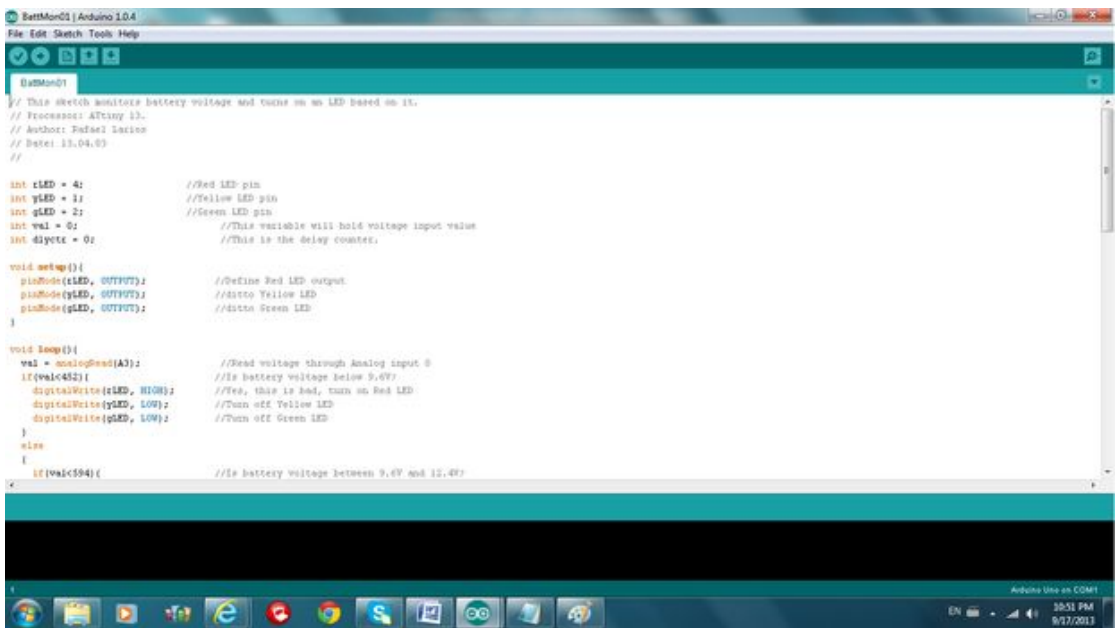 BattMon01 | Arduino 1.0.4
File Edit Sketch Tools Help
BattMon01
// This sketch monitors battery voltage and turns on an LED based on it.
// Processor: ATtiny 13.
// Author: Rafael Larios
// Date: 13.04.03
//
int rLED = 4; //Red LED pin
int yLED = 1; //Yellow LED pin
int gLED = 2; //Green LED pin
int val = 0; //This variable will hold voltage input value
int dlyctr = 0; //This is the delay counter.
void setup(){
pinMode(rLED, OUTPUT); //Define Red LED output
pinMode(yLED, OUTPUT); //ditto Yellow LED
pinMode(gLED, OUTPUT); //ditto Green LED
}
void loop(){
val = analogRead(A3); //Read voltage through Analog input 0
if(val<452){ //Is battery voltage below 9.6V?
digitalWrite(rLED, HIGH); //Yes, this is bad, turn on Red LED
digitalWrite(yLED, LOW); //Turn off Yellow LED
digitalWrite(gLED, LOW); //Turn off Green LED
}
else
{
if(val<594){ //Is battery voltage between 9.6V and 12.4V?
Arduino Uno on COM1
EN
10:51 PM
9/17/2013